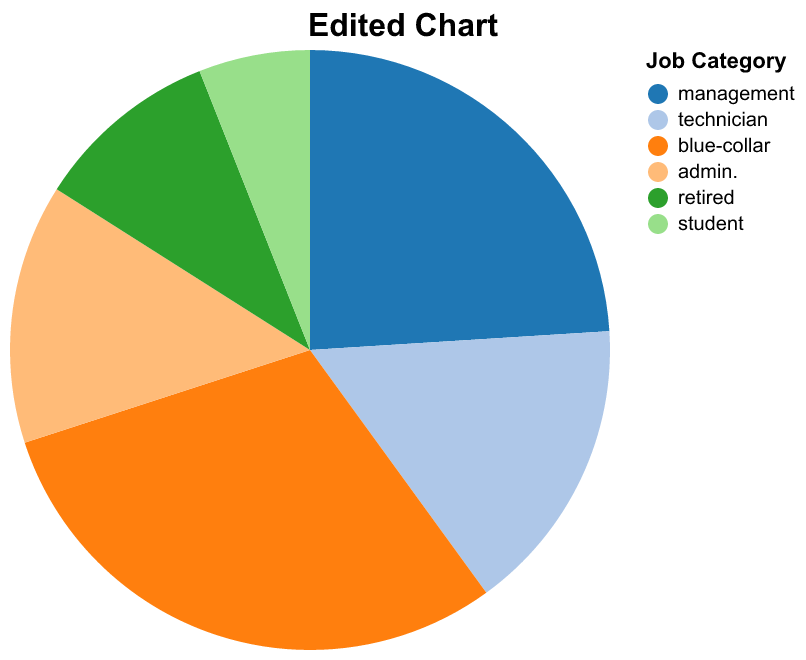 Edited Chart
Job Category
management
technician
blue-collar
admin.
retired
student